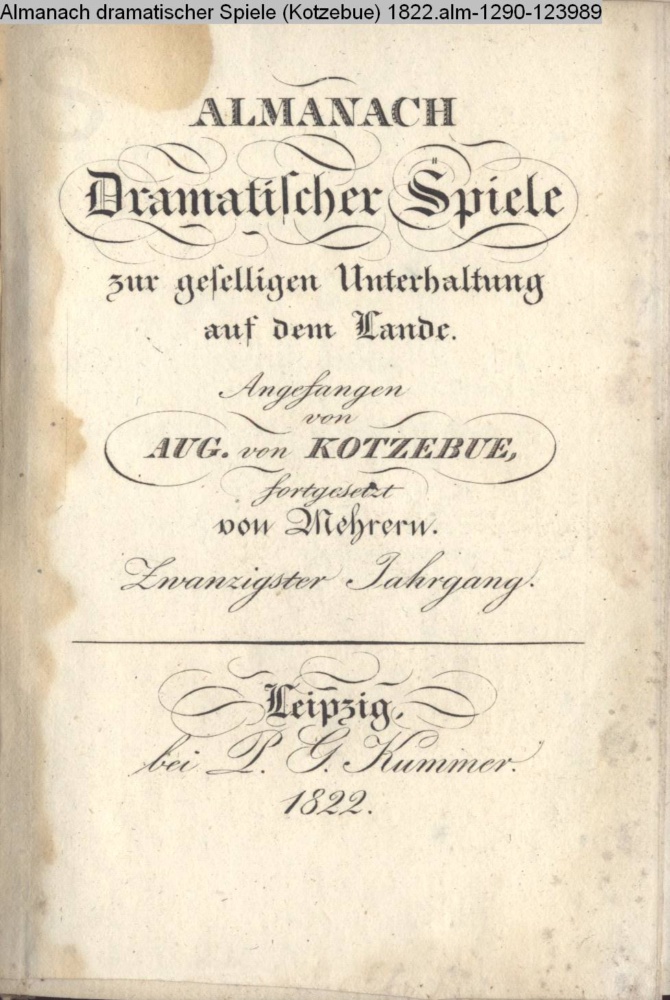 Almanach dramatischer Spiele (Kotzebue) 1822.alm-1290-123989
ALMANACH
Dramatiſcher Spiele
zur geſelligen Unterhaltung
auf dem Lande.
Angefangen
von
AUG. von KOTZEBUE,
fortgesetzt
von Mehrern.
Zwanzigster Jahrgang.
Leipzig,
bei P. G. Kummer.
1822.